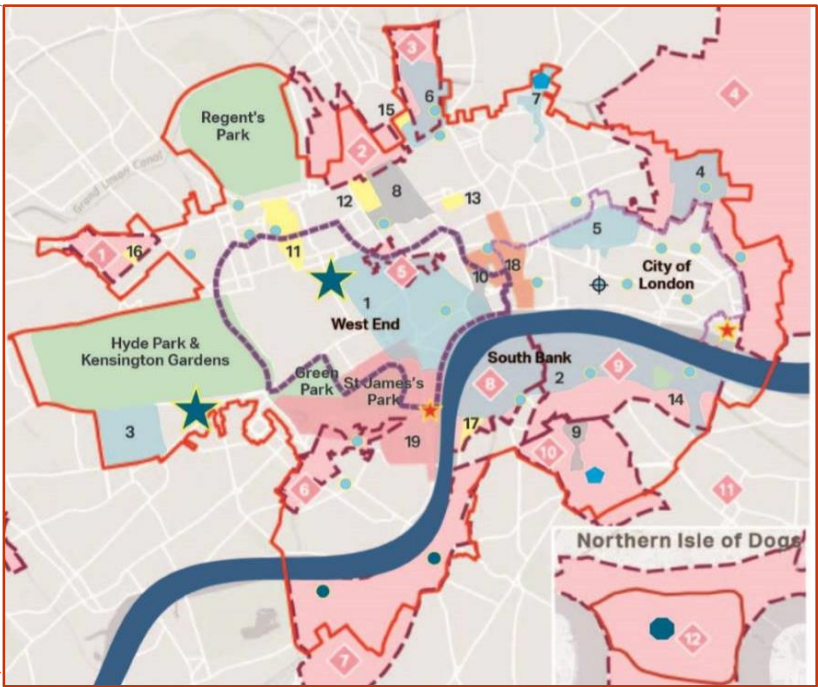 3
15
6
7
4
Regent's
Park
2
4
Grand Union Canal
12
8
13
5
1
16
11
5
10
18
City of
London
1
West End
Hyde Park &
Kensington Gardens
South Bank
Green
Park
St James's
Park
8
2
9
3
14
17
19
9
10
6
11
Northern Isle of Dogs
12
7